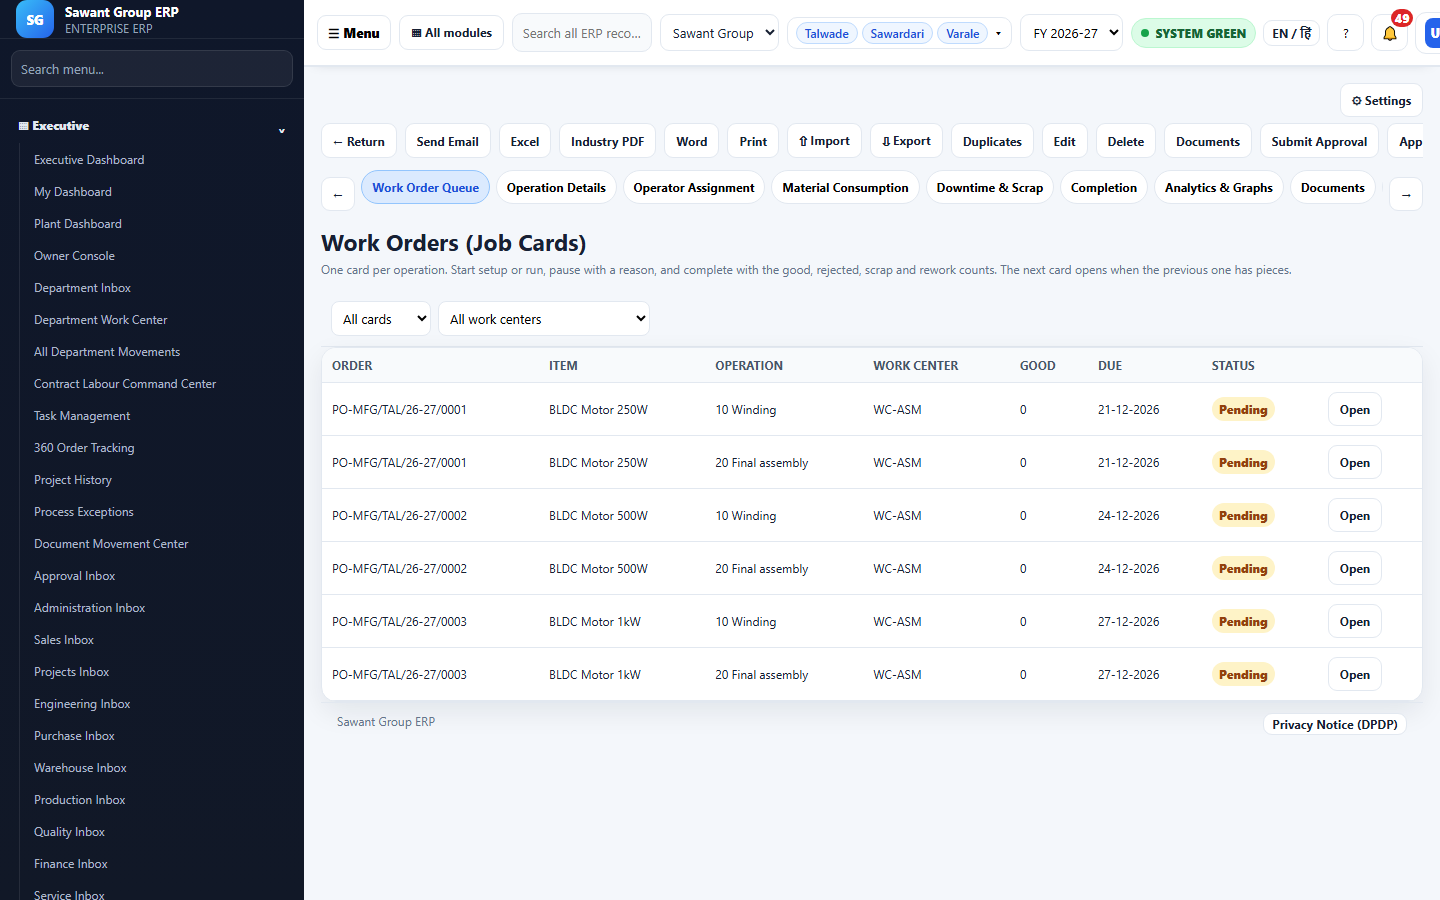 SG
Sawant Group ERP
ENTERPRISE ERP
Search menu...
Executive
Executive Dashboard
My Dashboard
Plant Dashboard
Owner Console
Department Inbox
Department Work Center
All Department Movements
Contract Labour Command Center
Task Management
360 Order Tracking
Project History
Process Exceptions
Document Movement Center
Approval Inbox
Administration Inbox
Sales Inbox
Projects Inbox
Engineering Inbox
Purchase Inbox
Warehouse Inbox
Production Inbox
Quality Inbox
Finance Inbox
Service Inbox
☰ Menu All modules Search all ERP reco... Sawant Group Talwade Sawardari Varale FY 2026-27 SYSTEM GREEN EN / हिं ? 49 U
⚙ Settings
← Return Send Email Excel Industry PDF Word Print ⇧ Import ⇩ Export Duplicates Edit Delete Documents Submit Approval App
← Work Order Queue Operation Details Operator Assignment Material Consumption Downtime & Scrap Completion Analytics & Graphs Documents →
Work Orders (Job Cards)
One card per operation. Start setup or run, pause with a reason, and complete with the good, rejected, scrap and rework counts. The next card opens when the previous one has pieces.
All cards All work centers
ORDER ITEM OPERATION WORK CENTER GOOD DUE STATUS
PO-MFG/TAL/26-27/0001 BLDC Motor 250W 10 Winding WC-ASM 0 21-12-2026 Pending Open
PO-MFG/TAL/26-27/0001 BLDC Motor 250W 20 Final assembly WC-ASM 0 21-12-2026 Pending Open
PO-MFG/TAL/26-27/0002 BLDC Motor 500W 10 Winding WC-ASM 0 24-12-2026 Pending Open
PO-MFG/TAL/26-27/0002 BLDC Motor 500W 20 Final assembly WC-ASM 0 24-12-2026 Pending Open
PO-MFG/TAL/26-27/0003 BLDC Motor 1kW 10 Winding WC-ASM 0 27-12-2026 Pending Open
PO-MFG/TAL/26-27/0003 BLDC Motor 1kW 20 Final assembly WC-ASM 0 27-12-2026 Pending Open
Sawant Group ERP Privacy Notice (DPDP)